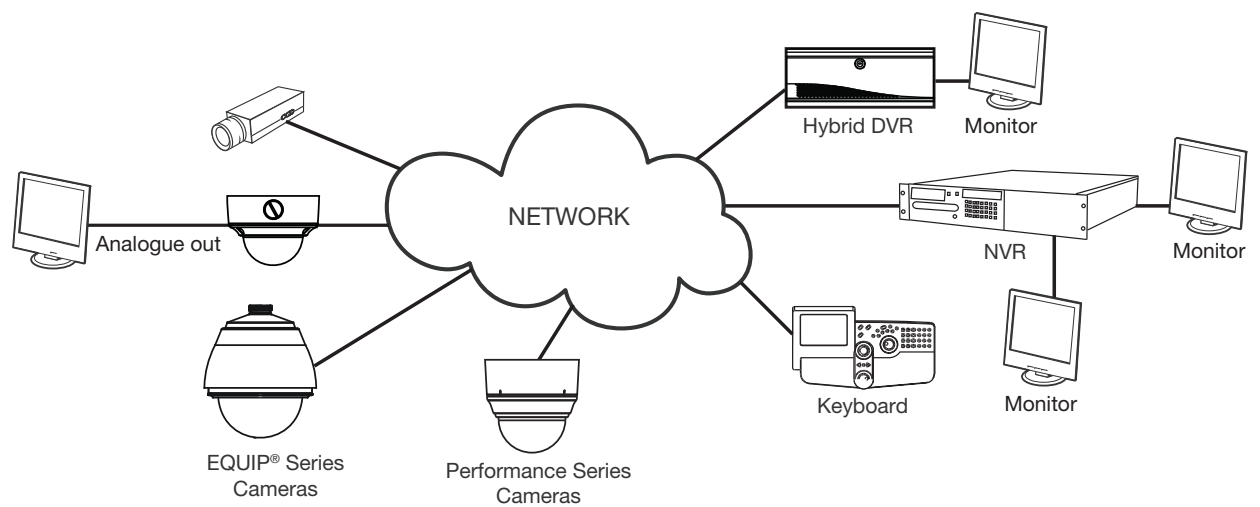 Hybrid DVR
Monitor
NETWORK
Analogue out
NVR
Monitor
Keyboard
Monitor
EQUIP® Series
Cameras
Performance Series
Cameras